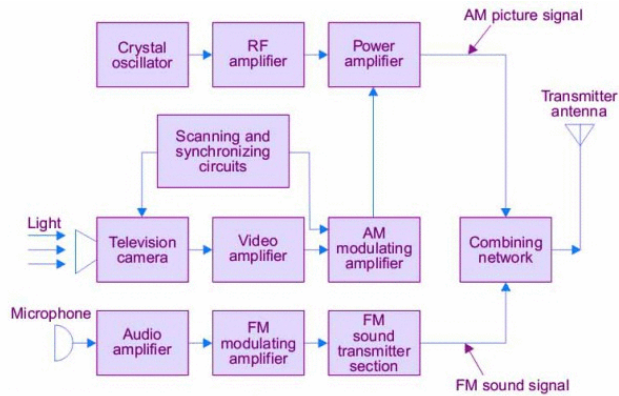 AM picture signal
Crystal
oscillator
RF
amplifier
Power
amplifier
Transmitter
antenna
Scanning and
synchronizing
circuits
Light
Television
camera
Video
amplifier
AM
modulating
amplifier
Combining
network
Microphone
Audio
amplifier
FM
modulating
amplifier
FM
sound
transmitter
section
FM sound signal